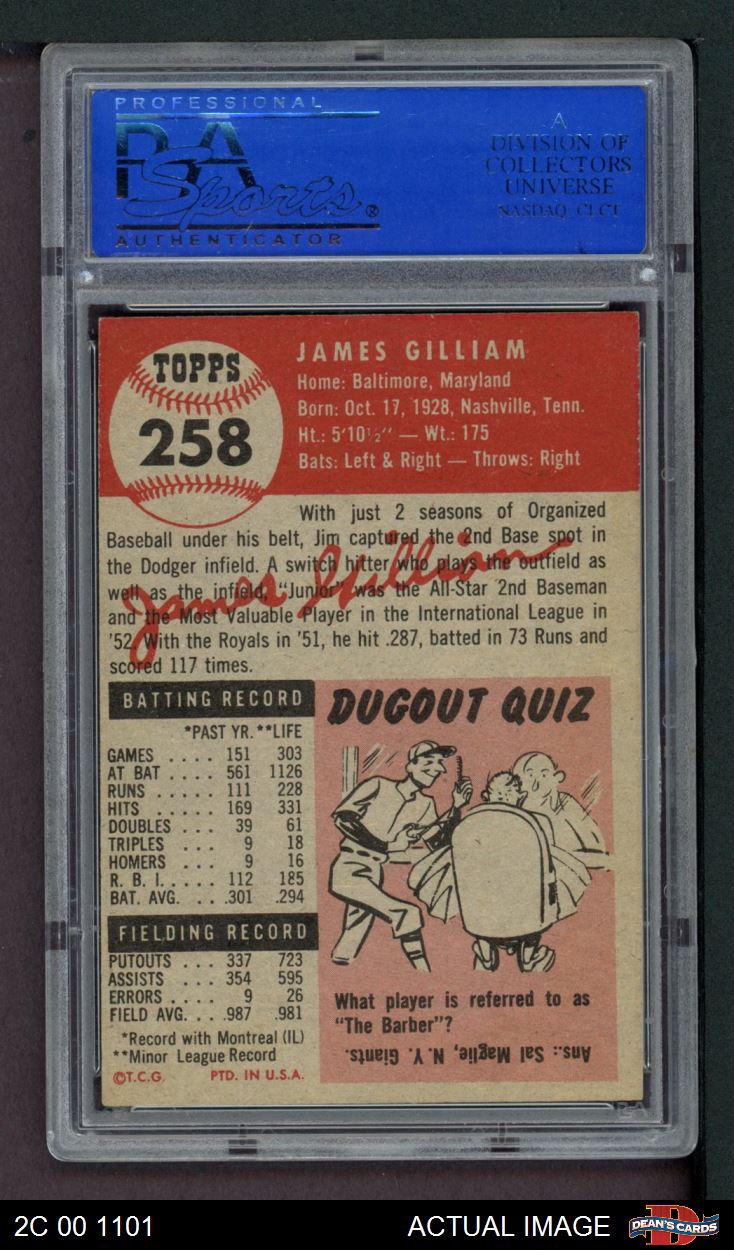 PROFESSIONAL
PSA
Sports®
AUTHENTICATOR
A
DIVISION OF
COLLECTORS
UNIVERSE
NASDAQ: CLCT
TOPPS
258
JAMES GILLIAM
Home: Baltimore, Maryland
Born: Oct. 17, 1928, Nashville, Tenn.
Ht.: 5'10½" — Wt.: 175
Bats: Left & Right — Throws: Right
With just 2 seasons of Organized
Baseball under his belt, Jim captured the 2nd Base spot in
the Dodger infield. A switch hitter who plays the outfield as
well as the infield, "Junior" was the All-Star 2nd Baseman
and the Most Valuable Player in the International League in
'52. With the Royals in '51, he hit .287, batted in 73 Runs and
scored 117 times.
James Gilliam
BATTING RECORD
*PAST YR. **LIFE
GAMES .... 151 303
AT BAT .... 561 1126
RUNS ..... 111 228
HITS ..... 169 331
DOUBLES ... 39 61
TRIPLES ... 9 18
HOMERS ... 9 16
R. B. I. ..... 112 185
BAT. AVG. ... .301 .294
FIELDING RECORD
PUTOUTS ... 337 723
ASSISTS ... 354 595
ERRORS .... 9 26
FIELD AVG. ... .987 .981
*Record with Montreal (IL)
**Minor League Record
©T.C.G. PTD. IN U.S.A.
DUGOUT QUIZ
What player is referred to as
"The Barber"?
Ans.: Sal Maglie, N. Y. Giants.
2C 00 1101
ACTUAL IMAGE
D
DEAN'S CARDS